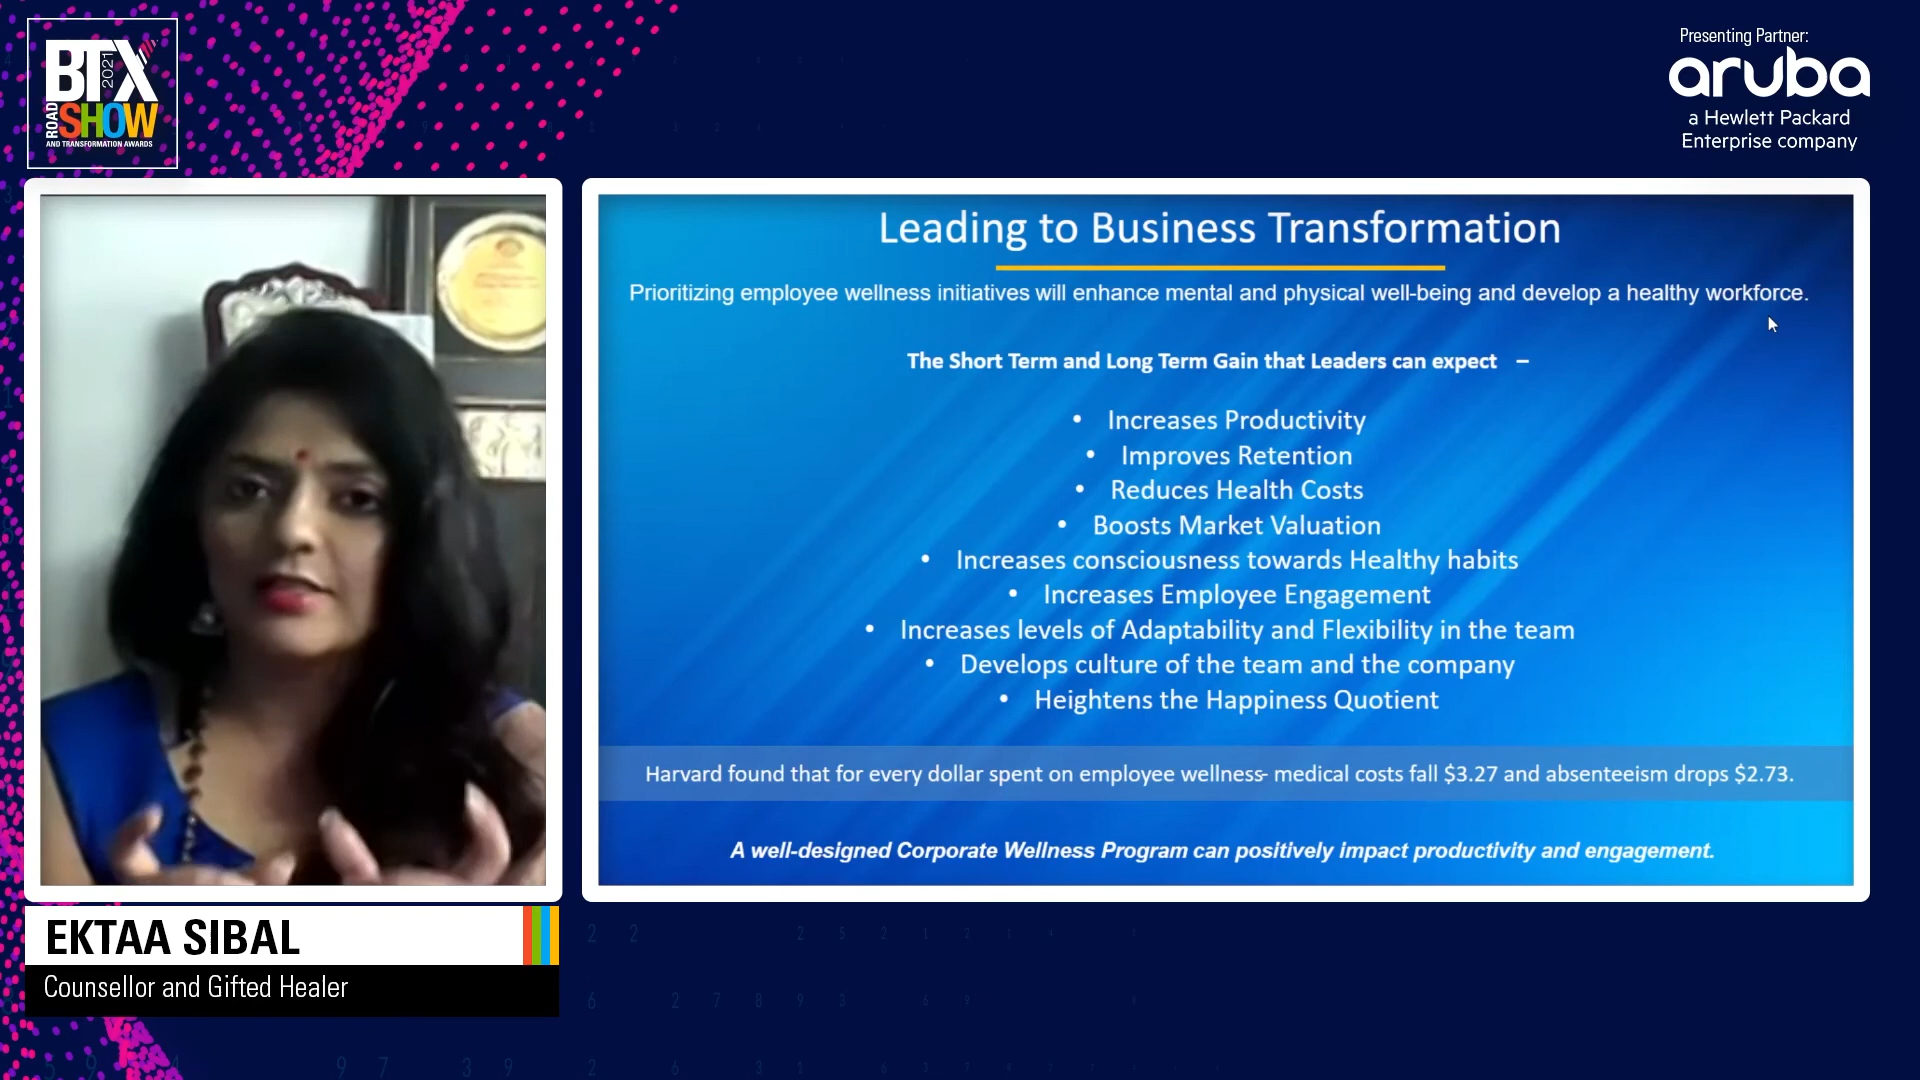 BTX
2021
ROAD
SHOW
AND TRANSFORMATION AWARDS
Presenting Partner:
aruba
a Hewlett Packard
Enterprise company
Leading to Business Transformation
Prioritizing employee wellness initiatives will enhance mental and physical well-being and develop a healthy workforce.
The Short Term and Long Term Gain that Leaders can expect –
• Increases Productivity
• Improves Retention
• Reduces Health Costs
• Boosts Market Valuation
• Increases consciousness towards Healthy habits
• Increases Employee Engagement
• Increases levels of Adaptability and Flexibility in the team
• Develops culture of the team and the company
• Heightens the Happiness Quotient
Harvard found that for every dollar spent on employee wellness- medical costs fall $3.27 and absenteeism drops $2.73.
A well-designed Corporate Wellness Program can positively impact productivity and engagement.
EKTAA SIBAL
Counsellor and Gifted Healer